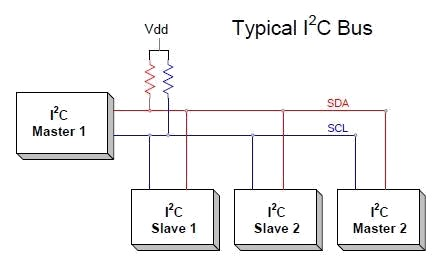 Vdd
Typical I²C Bus
SDA
SCL
I²C
Master 1
I²C
Slave 1
I²C
Slave 2
I²C
Master 2